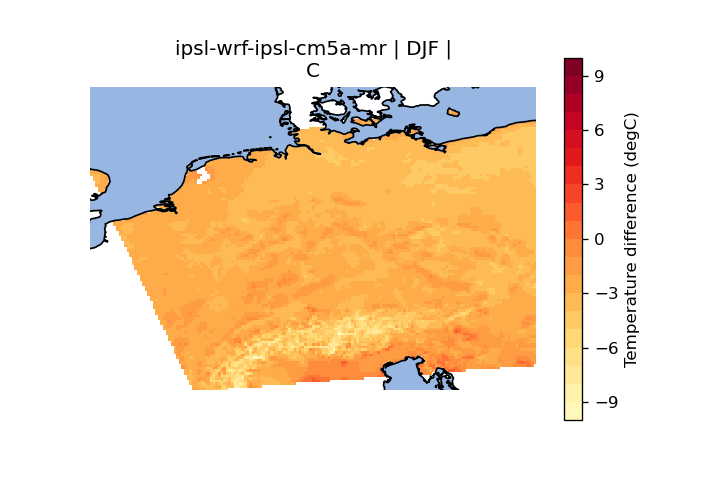 ipsl-wrf-ipsl-cm5a-mr | DJF |
C
9
6
3
0
−3
−6
−9
Temperature difference (degC)